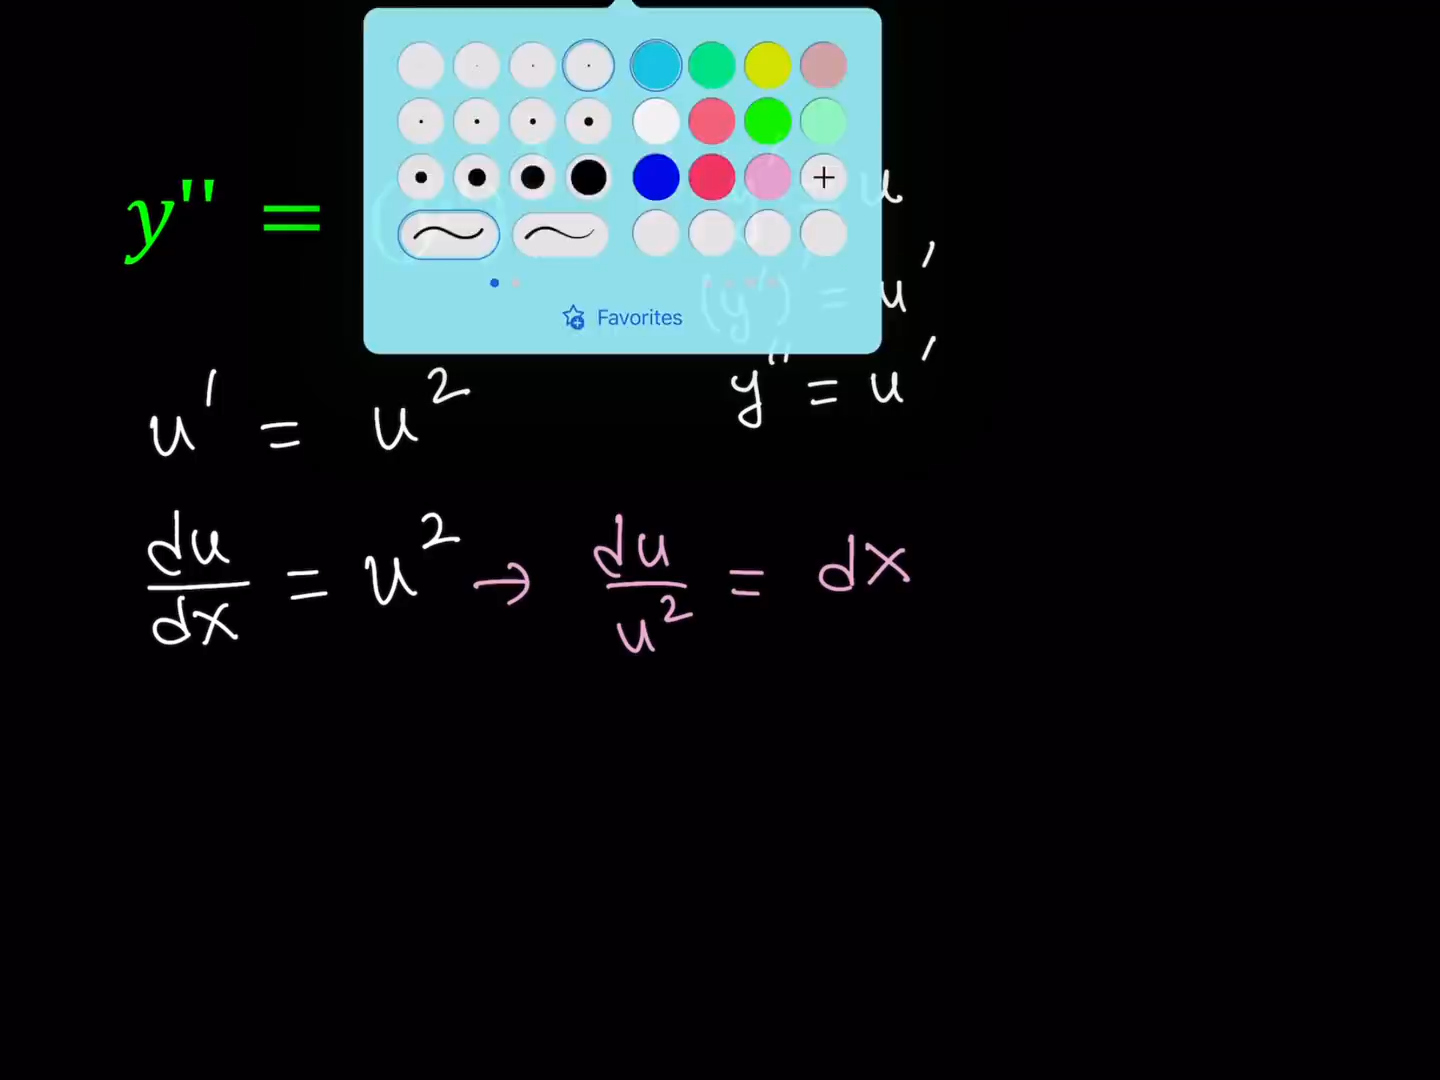 y'' =
y' = u
(y')' = u'
Favorites
y'' = u'
u' = u²
du/dx = u² → du/u² = dx